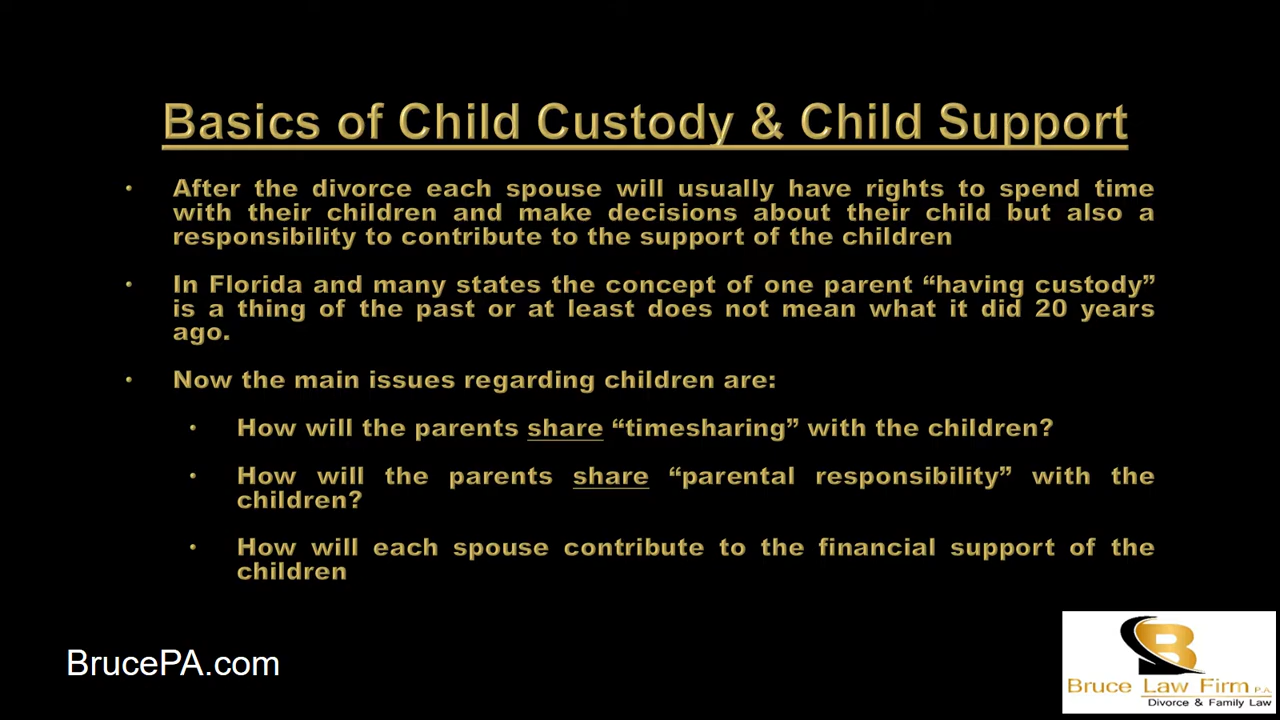 Basics of Child Custody & Child Support
• After the divorce each spouse will usually have rights to spend time
with their children and make decisions about their child but also a
responsibility to contribute to the support of the children
• In Florida and many states the concept of one parent “having custody”
is a thing of the past or at least does not mean what it did 20 years
ago.
• Now the main issues regarding children are:
• How will the parents share “timesharing” with the children?
• How will the parents share “parental responsibility” with the
children?
• How will each spouse contribute to the financial support of the
children
BrucePA.com
B
Bruce Law Firm P.A.
Divorce & Family Law